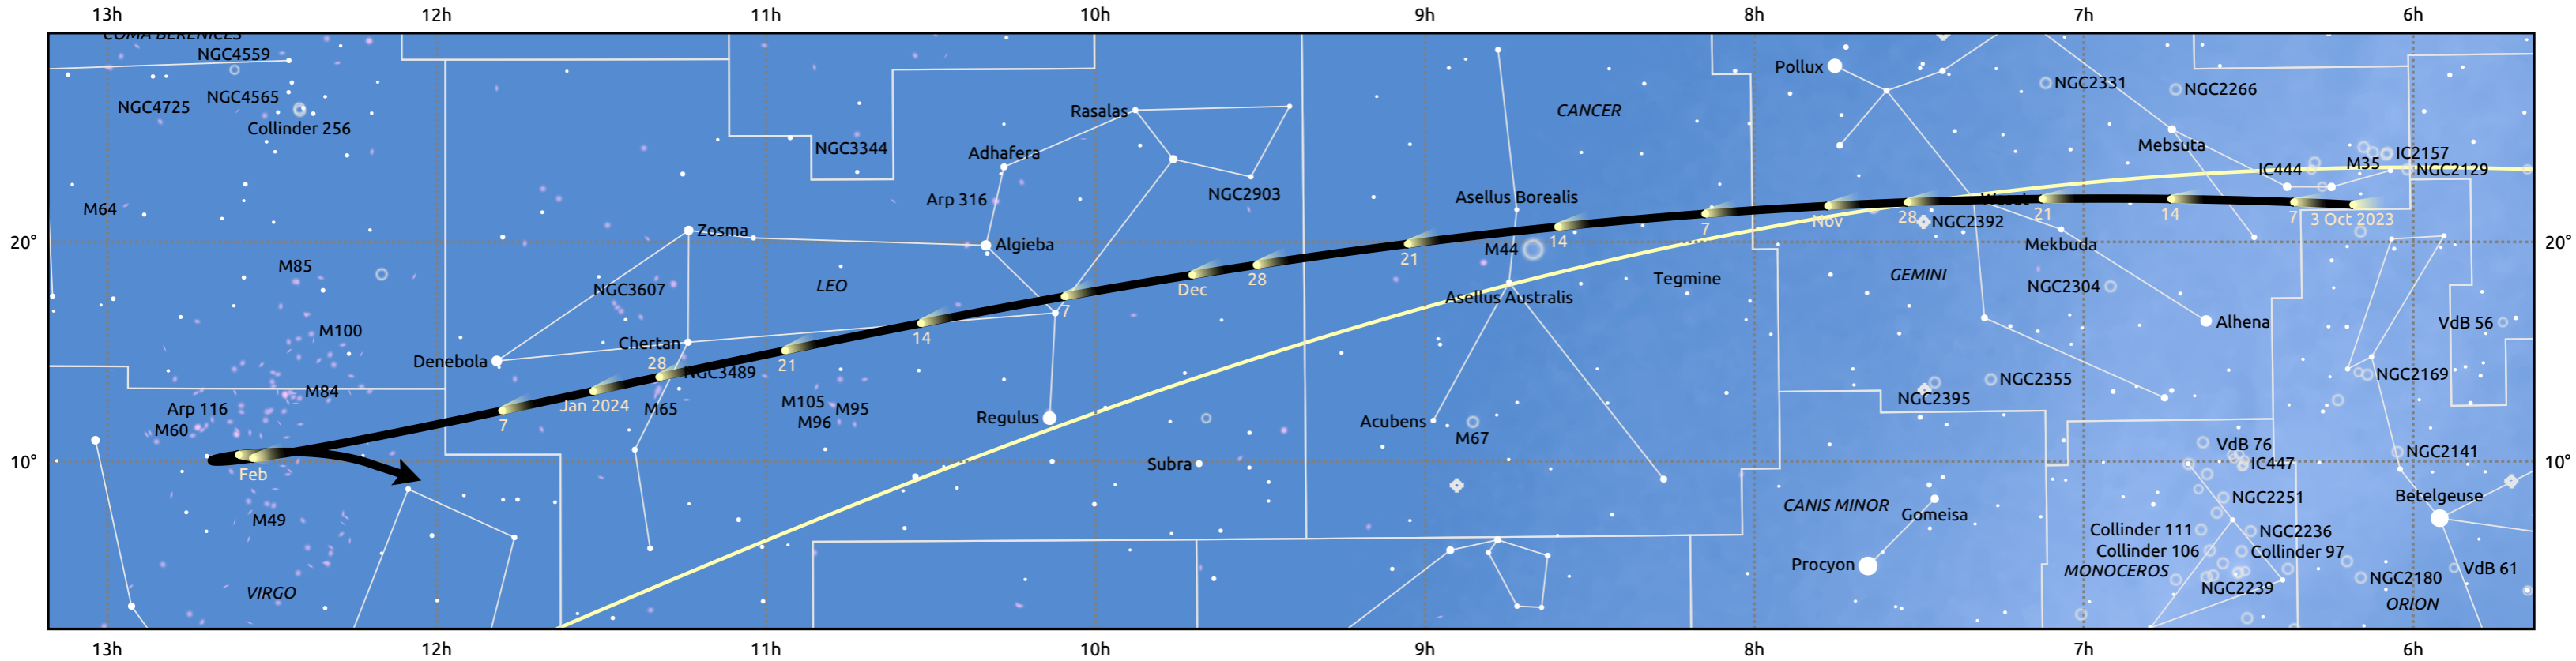 13h 12h 11h 10h 9h 8h 7h 6h
COMA BERENICES
NGC4559
NGC4565
NGC4725
Collinder 256
M64
M85
M100
M84
Arp 116
M60
Feb
M49
VIRGO
Denebola
Zosma
NGC3607
Chertan
28
NGC3489
Jan 2024
7
M65
LEO
21
M105
M95
M96
14
NGC3344
Rasalas
Adhafera
Arp 316
Algieba
NGC2903
7
Regulus
Subra
Dec
28
21
CANCER
Asellus Borealis
M44
14
Asellus Australis
Tegmine
Acubens
M67
7
Pollux
Nov
28
NGC2392
GEMINI
NGC2395
NGC2355
CANIS MINOR
Gomeisa
Procyon
NGC2331
NGC2266
Mebsuta
IC444
M35
IC2157
NGC2129
21
14
7
3 Oct 2023
Mekbuda
NGC2304
Alhena
VdB 56
NGC2169
VdB 76
IC447
NGC2141
NGC2251
Betelgeuse
Collinder 111
NGC2236
Collinder 106
Collinder 97
MONOCEROS
VdB 61
NGC2239
NGC2180
ORION
20° 20°
10° 10°
13h 12h 11h 10h 9h 8h 7h 6h